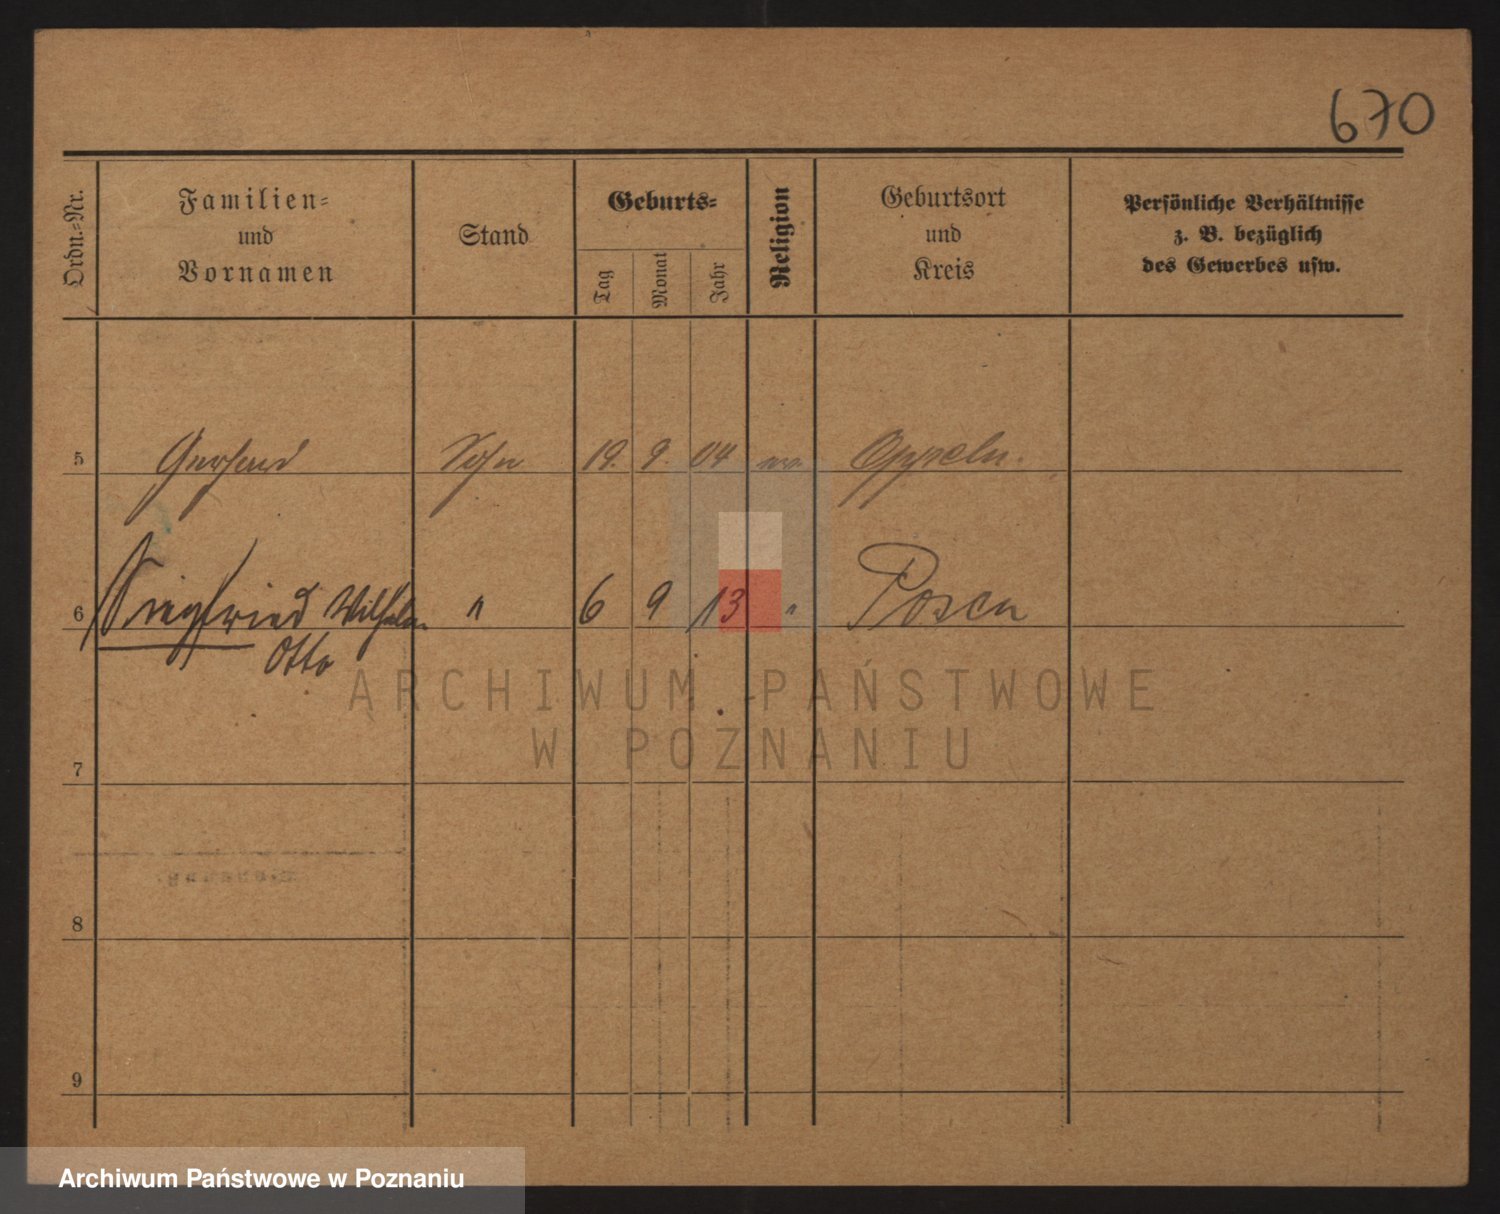 670
Ordn.-Nr.
Familien-
und
Vornamen
Stand
Geburts-
Tag
Monat
Jahr
Religion
Geburtsort
und
Kreis
Persönliche Verhältnisse
z. B. bezüglich
des Gewerbes usw.
5 Gerhard Sohn 19. 9. 04 ev. Oppeln.
6 Siegfried Wilhelm " 6 9 13 " Posen
Otto
ARCHIWUM PAŃSTWOWE
W POZNANIU
7
8
9
Archiwum Państwowe w Poznaniu